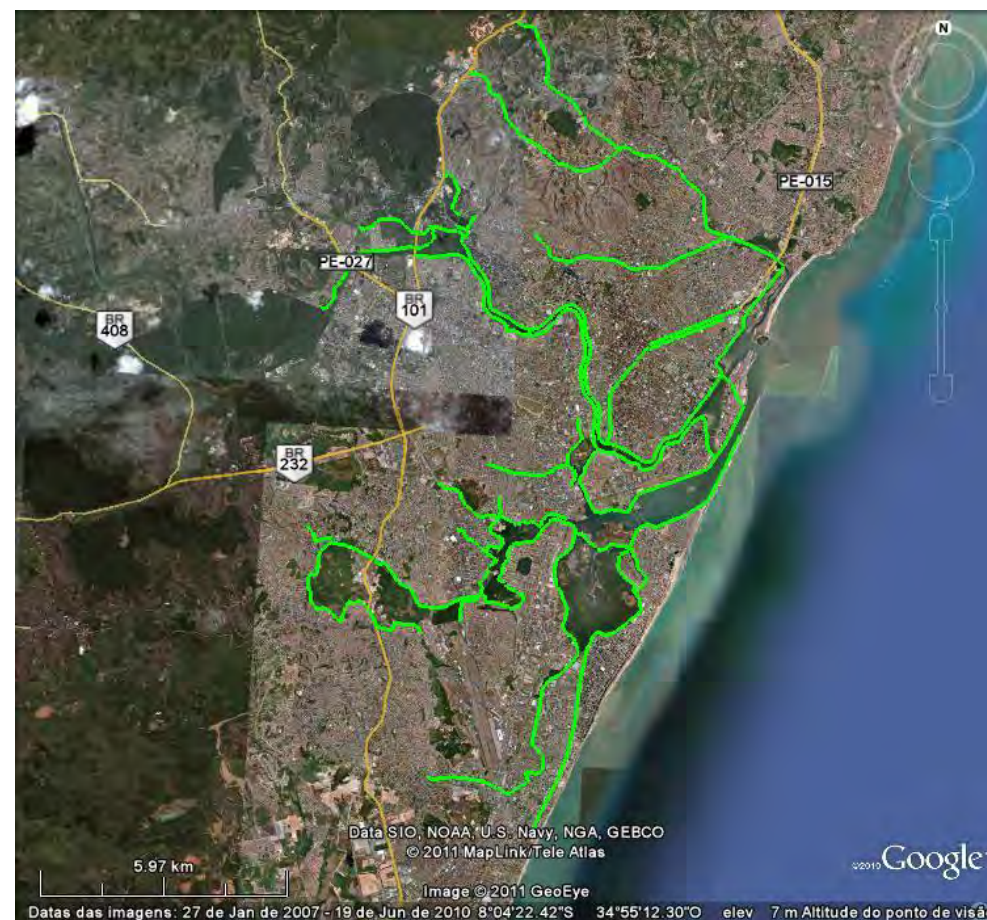 N
PE-015
PE-027
BR
101
BR
408
BR
232
Data SIO, NOAA, U.S. Navy, NGA, GEBCO
© 2011 MapLink/Tele Atlas
5.97 km
©2010 Google
Image © 2011 GeoEye
Datas das imagens: 27 de Jan de 2007 - 19 de Jun de 2010 8°04'22.42"S 34°55'12.30"O elev 7 m Altitude do ponto de visã